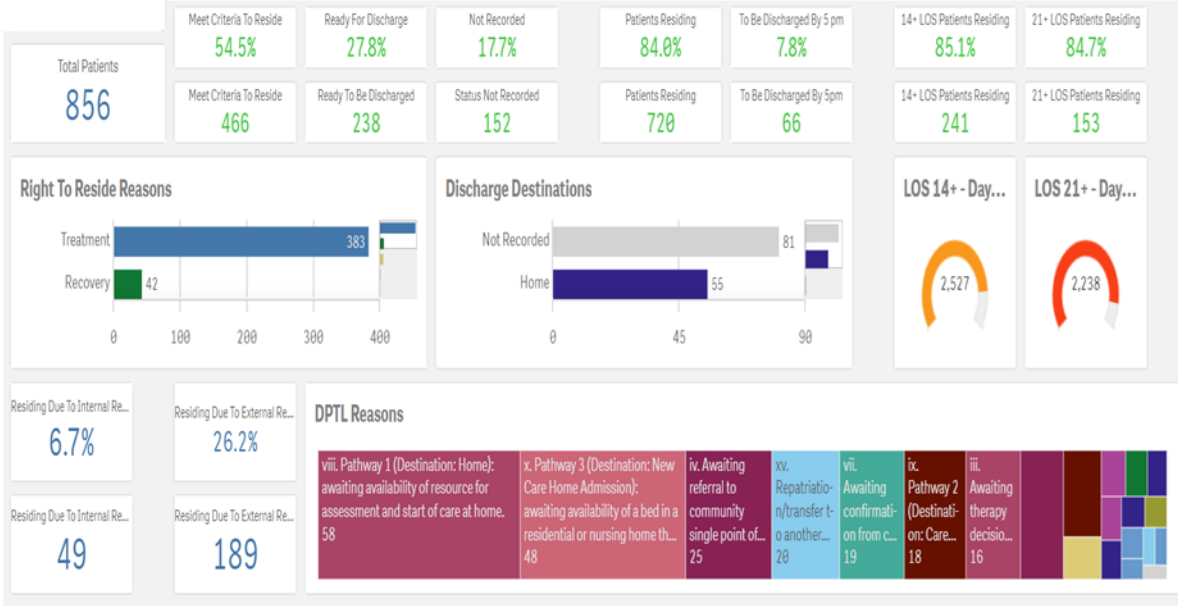 Meet Criteria To Reside
54.5%
Ready For Discharge
27.8%
Not Recorded
17.7%
Patients Residing
84.0%
To Be Discharged By 5 pm
7.8%
14+ LOS Patients Residing
85.1%
21+ LOS Patients Residing
84.7%
Total Patients
856
Meet Criteria To Reside
466
Ready To Be Discharged
238
Status Not Recorded
152
Patients Residing
720
To Be Discharged By 5pm
66
14+ LOS Patients Residing
241
21+ LOS Patients Residing
153
Right To Reside Reasons
Treatment
383
Recovery
42
0 100 200 300 400
Discharge Destinations
Not Recorded
81
Home
55
0 45 90
LOS 14+ - Day...
2,527
LOS 21+ - Day...
2,238
Residing Due To Internal Re...
6.7%
Residing Due To External Re...
26.2%
Residing Due To Internal Re...
49
Residing Due To External Re...
189
DPTL Reasons
viii. Pathway 1 (Destination: Home):
awaiting availability of resource for
assessment and start of care at home.
58
x. Pathway 3 (Destination: New
Care Home Admission):
awaiting availability of a bed in a
residential or nursing home th...
48
iv. Awaiting
referral to
community
single point of...
25
xv.
Repatriatio-
n/transfer t-
o another...
20
vii.
Awaiting
confirmati-
on from c...
19
ix.
Pathway 2
(Destinati-
on: Care...
18
iii.
Awaiting
therapy
decisio...
16